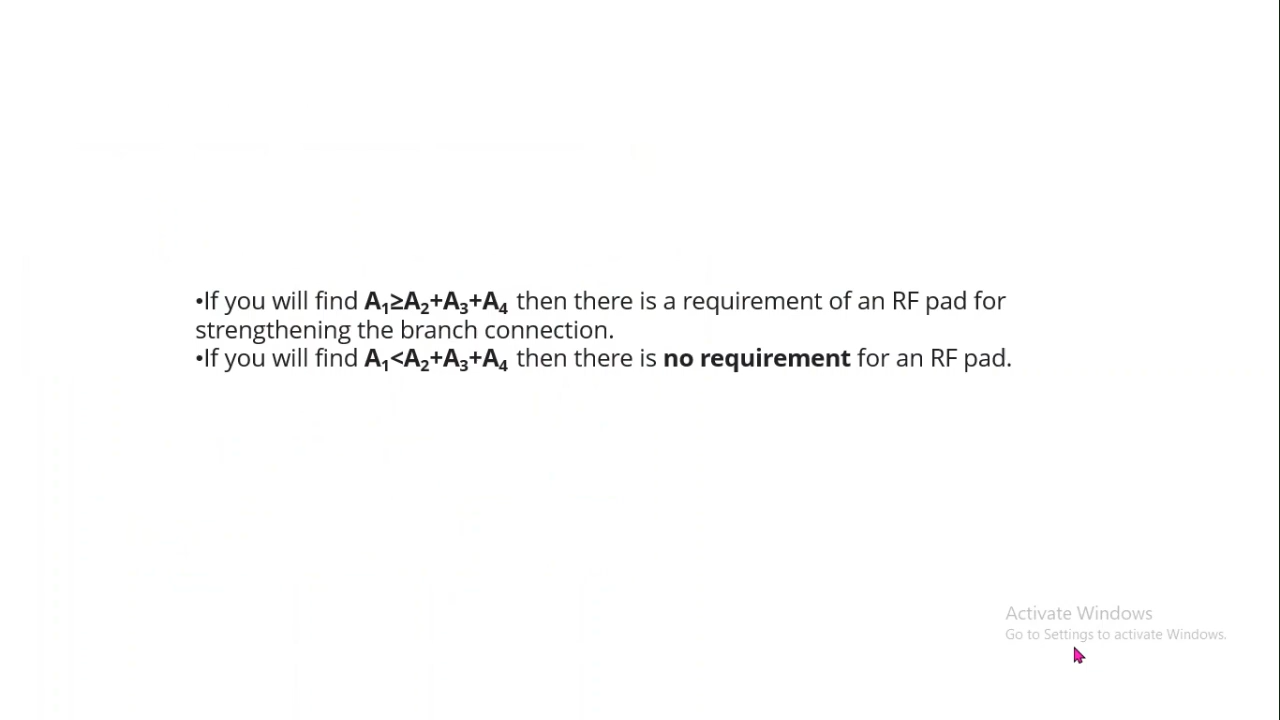 •If you will find A₁≥A₂+A₃+A₄ then there is a requirement of an RF pad for
strengthening the branch connection.
•If you will find A₁<A₂+A₃+A₄ then there is no requirement for an RF pad.
Activate Windows
Go to Settings to activate Windows.